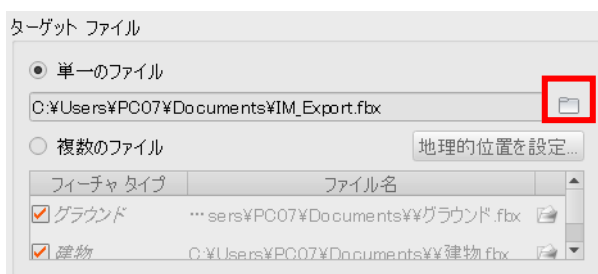 ターゲット ファイル
単一のファイル
C:¥Users¥PC07¥Documents¥IM_Export.fbx
複数のファイル 地理的位置を設定...
フィーチャ タイプ ファイル名
グラウンド …sers¥PC07¥Documents¥¥グラウンド.fbx
建物 C:¥Users¥PC07¥Documents¥¥建物.fbx